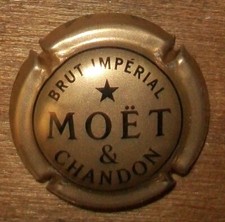 BRUT IMPÉRIAL
MOËT
&
CHANDON